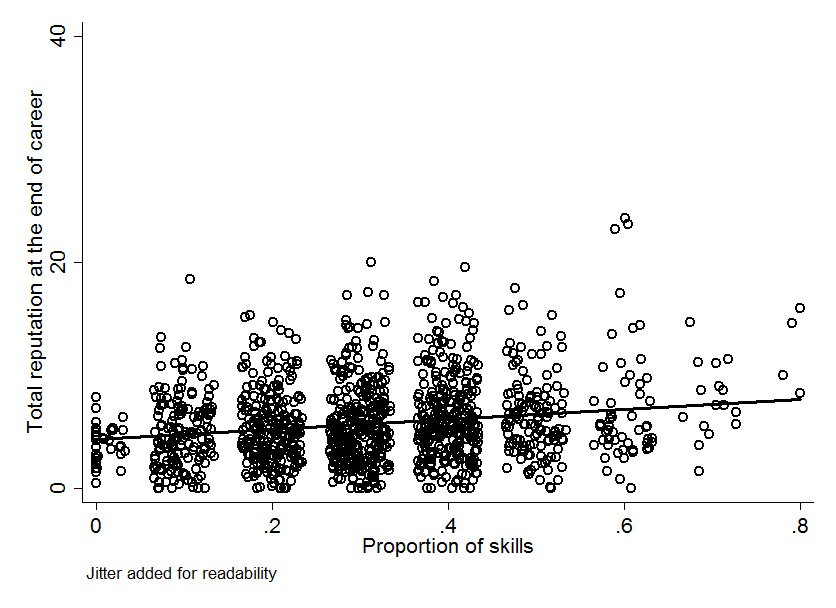 40
20
0
Total reputation at the end of career
0 .2 .4 .6 .8
Proportion of skills
Jitter added for readability